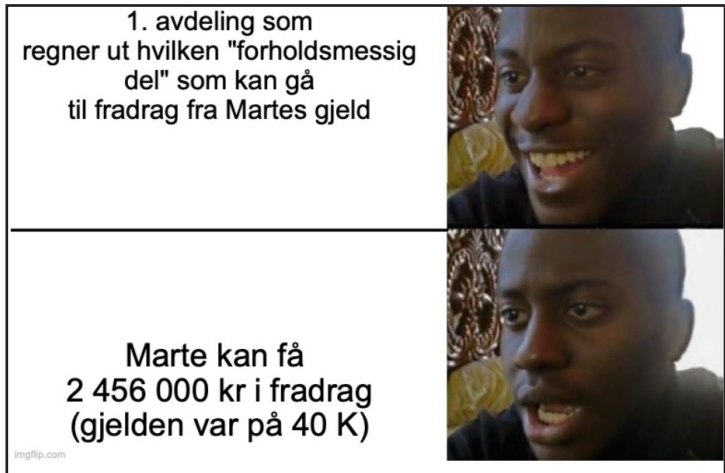 1. avdeling som
regner ut hvilken "forholdsmessig
del" som kan gå
til fradrag fra Martes gjeld
Marte kan få
2 456 000 kr i fradrag
(gjelden var på 40 K)
imgflip.com